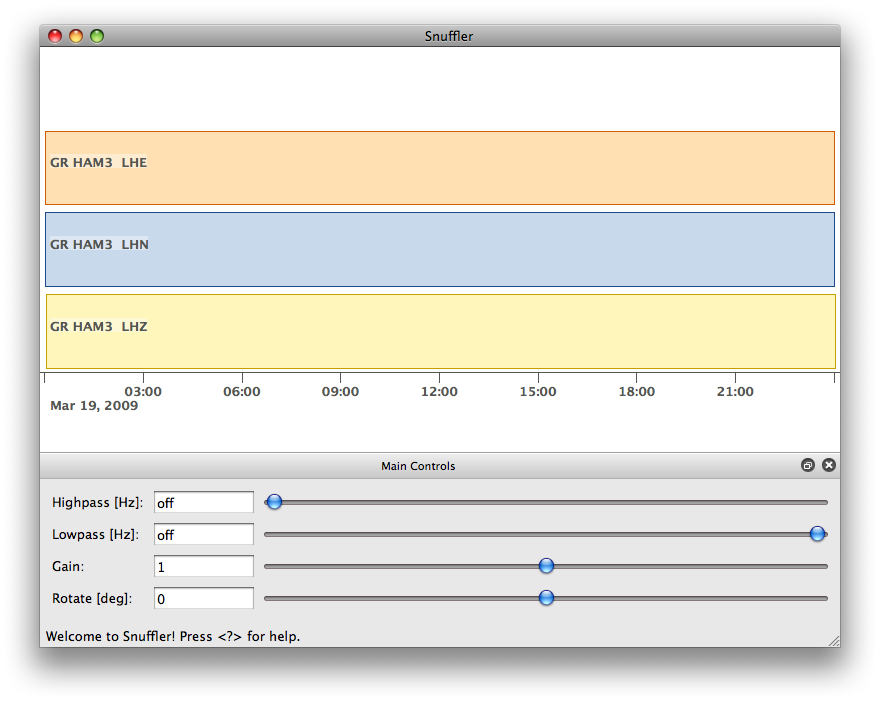 Snuffler
GR HAM3  LHE
GR HAM3  LHN
GR HAM3  LHZ
03:00 06:00 09:00 12:00 15:00 18:00 21:00
Mar 19, 2009
Main Controls
Highpass [Hz]: off
Lowpass [Hz]: off
Gain: 1
Rotate [deg]: 0
Welcome to Snuffler! Press <?> for help.